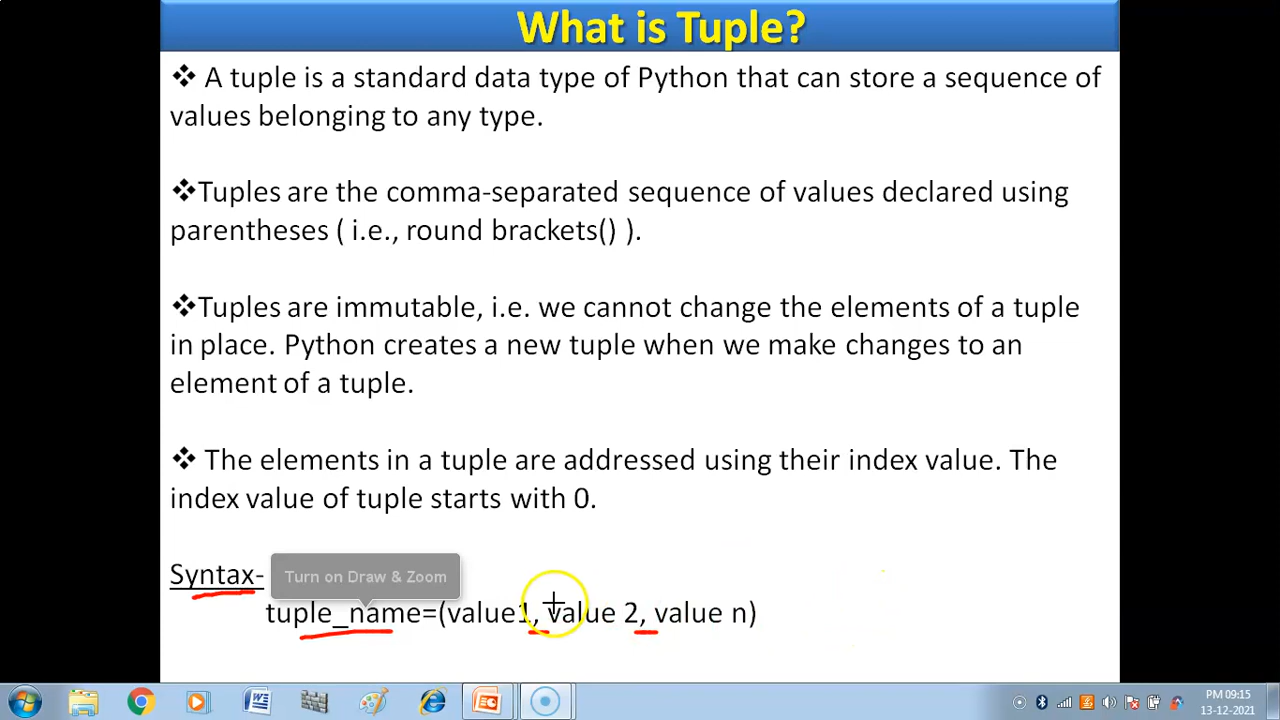 What is Tuple?
❖ A tuple is a standard data type of Python that can store a sequence of
values belonging to any type.
❖Tuples are the comma-separated sequence of values declared using
parentheses ( i.e., round brackets() ).
❖Tuples are immutable, i.e. we cannot change the elements of a tuple
in place. Python creates a new tuple when we make changes to an
element of a tuple.
❖ The elements in a tuple are addressed using their index value. The
index value of tuple starts with 0.
Syntax-
Turn on Draw & Zoom
tuple_name=(value1, value 2, value n)
PM 09:15
13-12-2021